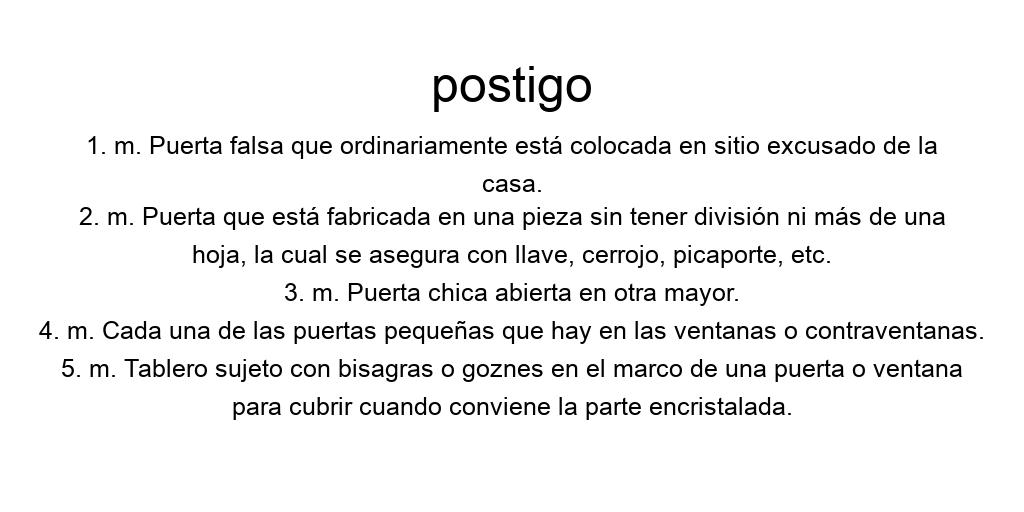 postigo
1. m. Puerta falsa que ordinariamente está colocada en sitio excusado de la
casa.
2. m. Puerta que está fabricada en una pieza sin tener división ni más de una
hoja, la cual se asegura con llave, cerrojo, picaporte, etc.
3. m. Puerta chica abierta en otra mayor.
4. m. Cada una de las puertas pequeñas que hay en las ventanas o contraventanas.
5. m. Tablero sujeto con bisagras o goznes en el marco de una puerta o ventana
para cubrir cuando conviene la parte encristalada.